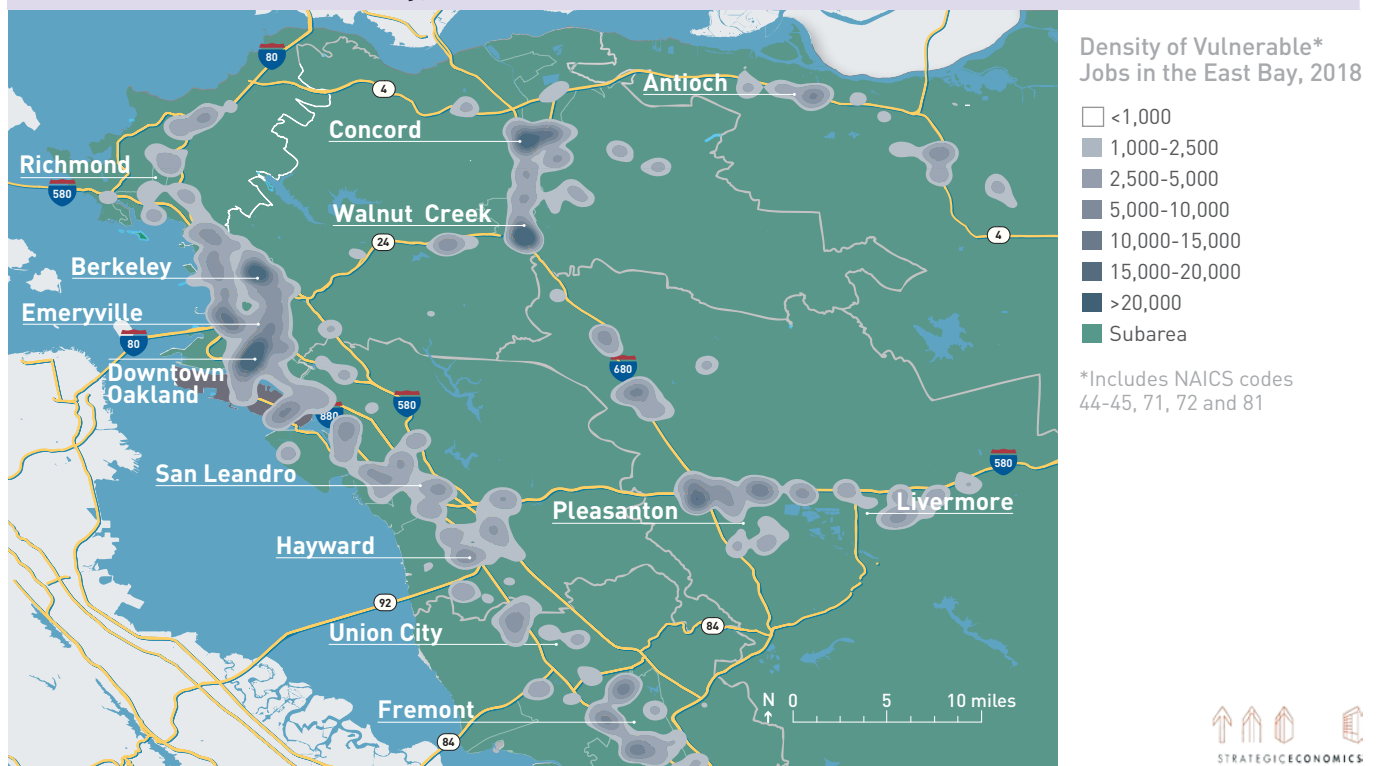 Density of Vulnerable*
Jobs in the East Bay, 2018
<1,000
1,000-2,500
2,500-5,000
5,000-10,000
10,000-15,000
15,000-20,000
>20,000
Subarea
*Includes NAICS codes
44-45, 71, 72 and 81
80
4
Antioch
Concord
Richmond
580
Walnut Creek
24
4
Berkeley
Emeryville
80
680
Downtown
Oakland
880
580
San Leandro
580
Pleasanton
Livermore
Hayward
92
Union City
84
Fremont
84
N 0 5 10 miles
STRATEGICECONOMICS